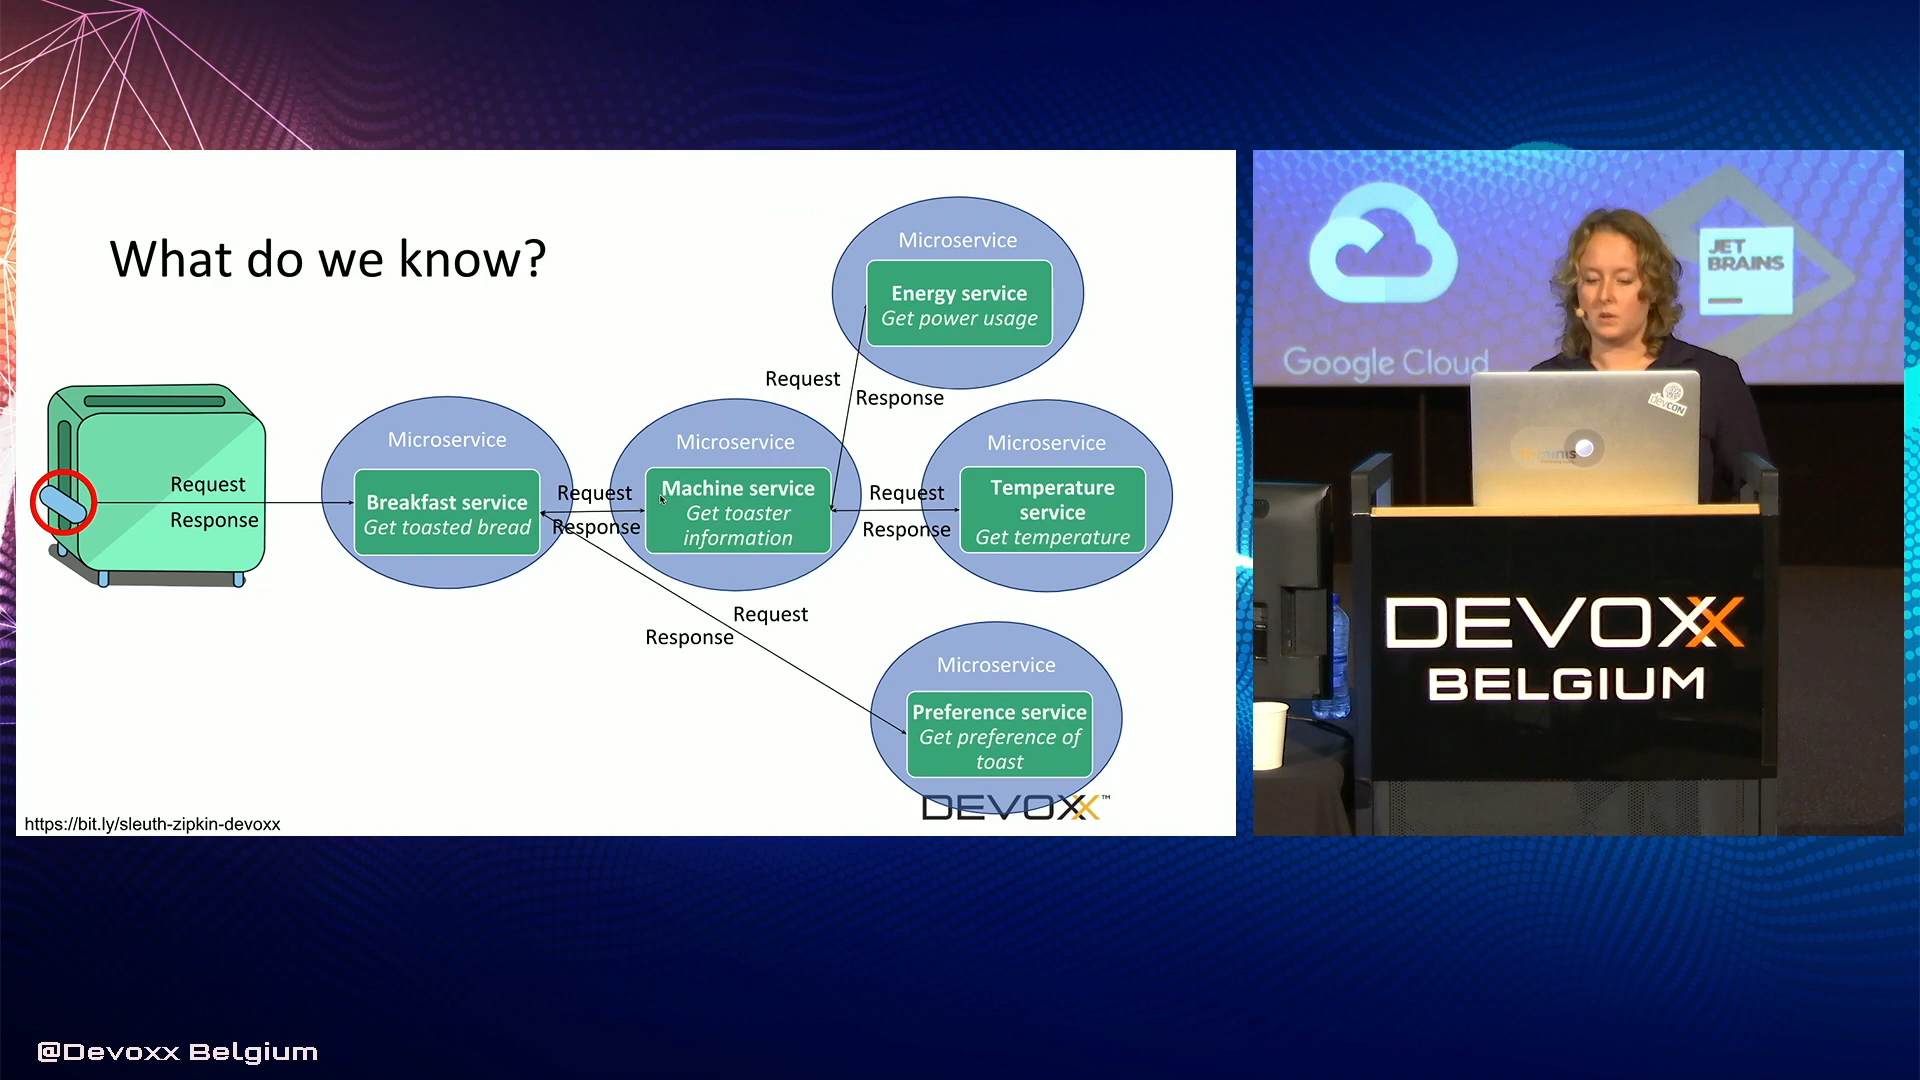 What do we know?
Microservice
Energy service
Get power usage
Request
Response
Microservice
Breakfast service
Get toasted bread
Request
Response
Request
Response
Microservice
Machine service
Get toaster
information
Request
Response
Microservice
Temperature
service
Get temperature
Request
Response
Microservice
Preference service
Get preference of
toast
DEVOXX™
https://bit.ly/sleuth-zipkin-devoxx
Google Cloud
JET
BRAINS
devcon
DEVOXX
BELGIUM
@Devoxx Belgium